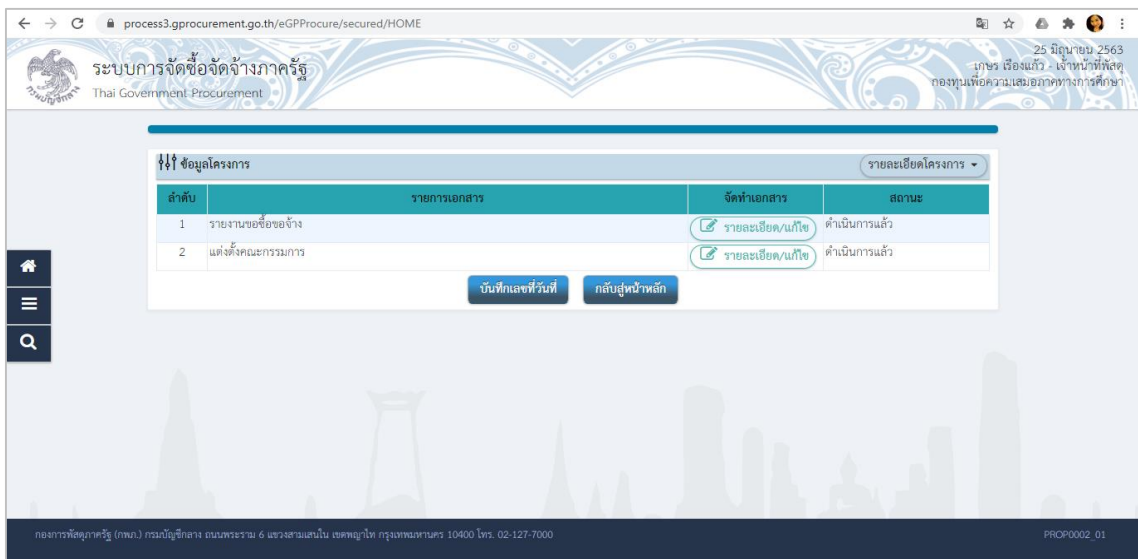 process3.gprocurement.go.th/eGPProcure/secured/HOME
ระบบการจัดซื้อจัดจ้างภาครัฐ
Thai Government Procurement
กรมบัญชีกลาง
25 มิถุนายน 2563
เกษร เรืองแก้ว - เจ้าหน้าที่พัสดุ
กองทุนเพื่อความเสมอภาคทางการศึกษา
ข้อมูลโครงการ
รายละเอียดโครงการ
ลำดับ รายการเอกสาร จัดทำเอกสาร สถานะ
1 รายงานขอซื้อขอจ้าง รายละเอียด/แก้ไข ดำเนินการแล้ว
2 แต่งตั้งคณะกรรมการ รายละเอียด/แก้ไข ดำเนินการแล้ว
บันทึกเลขที่วันที่ กลับสู่หน้าหลัก
กองการพัสดุภาครัฐ (กพภ.) กรมบัญชีกลาง ถนนพระราม 6 แขวงสามเสนใน เขตพญาไท กรุงเทพมหานคร 10400 โทร. 02-127-7000
PROP0002_01